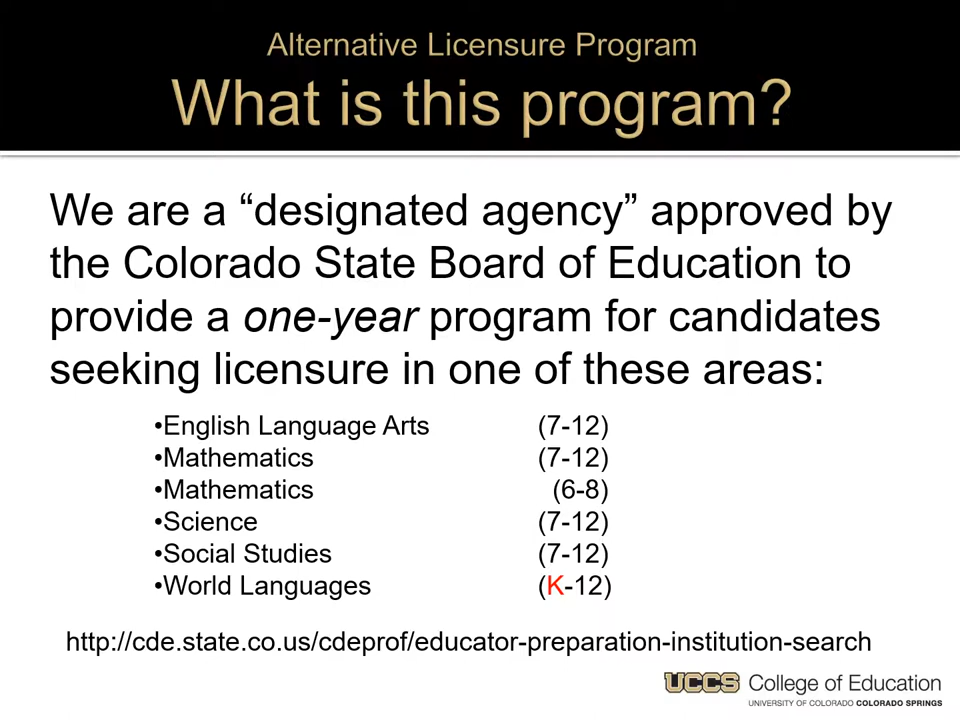 Alternative Licensure Program
What is this program?
We are a “designated agency” approved by
the Colorado State Board of Education to
provide a one-year program for candidates
seeking licensure in one of these areas:
•English Language Arts (7-12)
•Mathematics (7-12)
•Mathematics (6-8)
•Science (7-12)
•Social Studies (7-12)
•World Languages (K-12)
http://cde.state.co.us/cdeprof/educator-preparation-institution-search
UCCS College of Education
UNIVERSITY OF COLORADO COLORADO SPRINGS